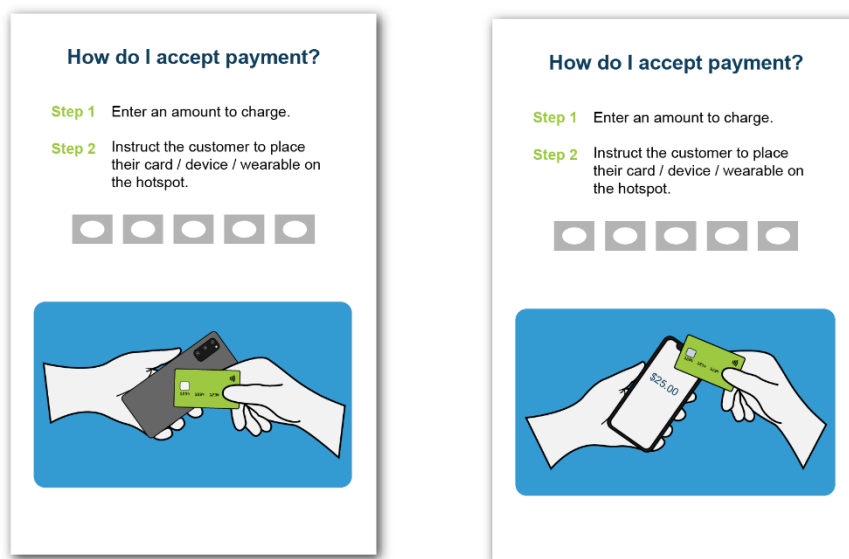 How do I accept payment?
Step 1 Enter an amount to charge.
Step 2 Instruct the customer to place
their card / device / wearable on
the hotspot.
How do I accept payment?
Step 1 Enter an amount to charge.
Step 2 Instruct the customer to place
their card / device / wearable on
the hotspot.
$25.00